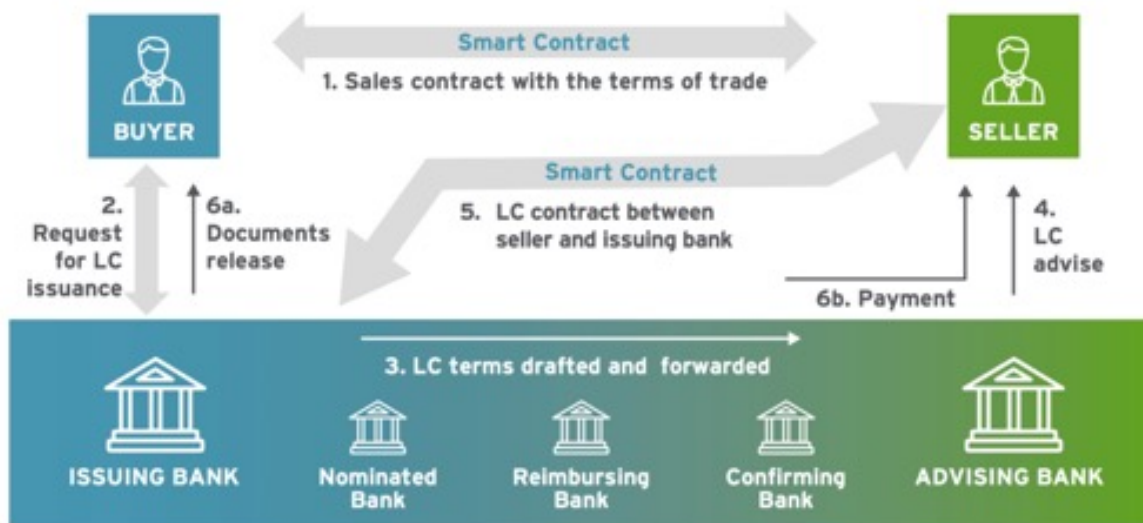 Smart Contract
1. Sales contract with the terms of trade
BUYER
SELLER
Smart Contract
2.
Request
for LC
issuance
6a.
Documents
release
5. LC contract between
seller and issuing bank
4.
LC
advise
6b. Payment
3. LC terms drafted and forwarded
ISSUING BANK
Nominated
Bank
Reimbursing
Bank
Confirming
Bank
ADVISING BANK